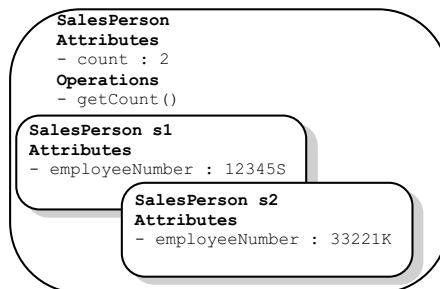 SalesPerson
Attributes
- count : 2
Operations
- getCount()
SalesPerson s1
Attributes
- employeeNumber : 12345S
SalesPerson s2
Attributes
- employeeNumber : 33221K